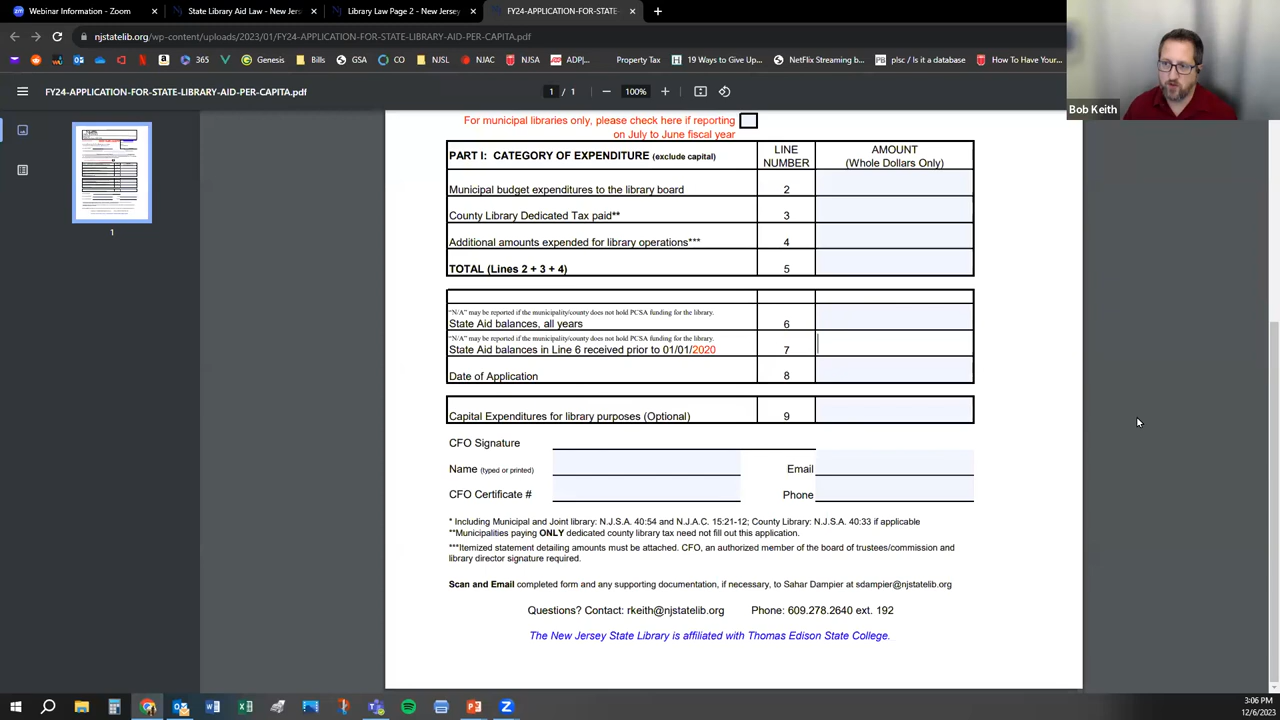 Webinar Information - Zoom
State Library Aid Law - New Jers
Library Law Page 2 - New Jersey
FY24-APPLICATION-FOR-STATE-
njstatelib.org/wp-content/uploads/2023/01/FY24-APPLICATION-FOR-STATE-LIBRARY-AID-PER-CAPITA.pdf
Genesis
Bills
GSA
CO
NJSL
NJAC
NJSA
ADP|...
Property Tax
19 Ways to Give Up...
NetFlix Streaming b...
plsc / Is it a database
How To Have Your...
FY24-APPLICATION-FOR-STATE-LIBRARY-AID-PER-CAPITA.pdf
1 / 1
100%
Bob Keith
1
For municipal libraries only, please check here if reporting
on July to June fiscal year
PART I: CATEGORY OF EXPENDITURE (exclude capital)
LINE
NUMBER
AMOUNT
(Whole Dollars Only)
Municipal budget expenditures to the library board 2
County Library Dedicated Tax paid** 3
Additional amounts expended for library operations*** 4
TOTAL (Lines 2 + 3 + 4) 5
"N/A" may be reported if the municipality/county does not hold PCSA funding for the library.
State Aid balances, all years 6
"N/A" may be reported if the municipality/county does not hold PCSA funding for the library.
State Aid balances in Line 6 received prior to 01/01/2020 7
Date of Application 8
Capital Expenditures for library purposes (Optional) 9
CFO Signature
Name (typed or printed) Email
CFO Certificate # Phone
* Including Municipal and Joint library: N.J.S.A. 40:54 and N.J.A.C. 15:21-12; County Library: N.J.S.A. 40:33 if applicable
**Municipalities paying ONLY dedicated county library tax need not fill out this application.
***Itemized statement detailing amounts must be attached. CFO, an authorized member of the board of trustees/commission and
library director signature required.
Scan and Email completed form and any supporting documentation, if necessary, to Sahar Dampier at sdampier@njstatelib.org
Questions? Contact: rkeith@njstatelib.org Phone: 609.278.2640 ext. 192
The New Jersey State Library is affiliated with Thomas Edison State College.
3:06 PM
12/6/2023